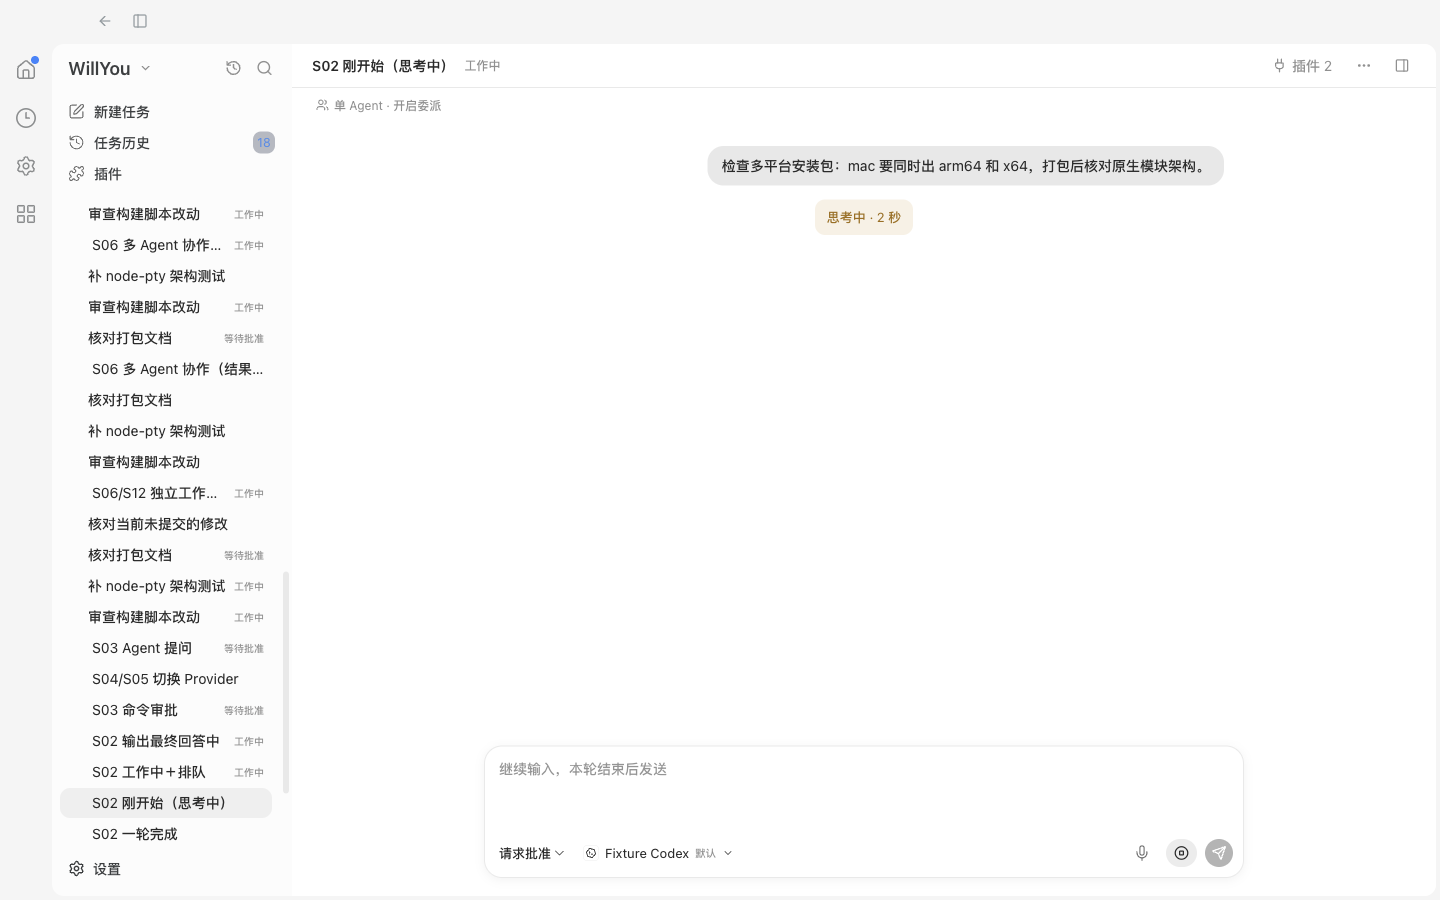 WillYou
新建任务
任务历史 18
插件
审查构建脚本改动 工作中
S06 多 Agent 协作... 工作中
补 node-pty 架构测试
审查构建脚本改动 工作中
核对打包文档 等待批准
S06 多 Agent 协作（结果...
核对打包文档
补 node-pty 架构测试
审查构建脚本改动
S06/S12 独立工作... 工作中
核对当前未提交的修改
核对打包文档 等待批准
补 node-pty 架构测试 工作中
审查构建脚本改动 工作中
S03 Agent 提问 等待批准
S04/S05 切换 Provider
S03 命令审批 等待批准
S02 输出最终回答中 工作中
S02 工作中＋排队 工作中
S02 刚开始（思考中）
S02 一轮完成
设置
S02 刚开始（思考中） 工作中
插件 2
单 Agent · 开启委派
检查多平台安装包：mac 要同时出 arm64 和 x64，打包后核对原生模块架构。
思考中 · 2 秒
继续输入，本轮结束后发送
请求批准 Fixture Codex 默认